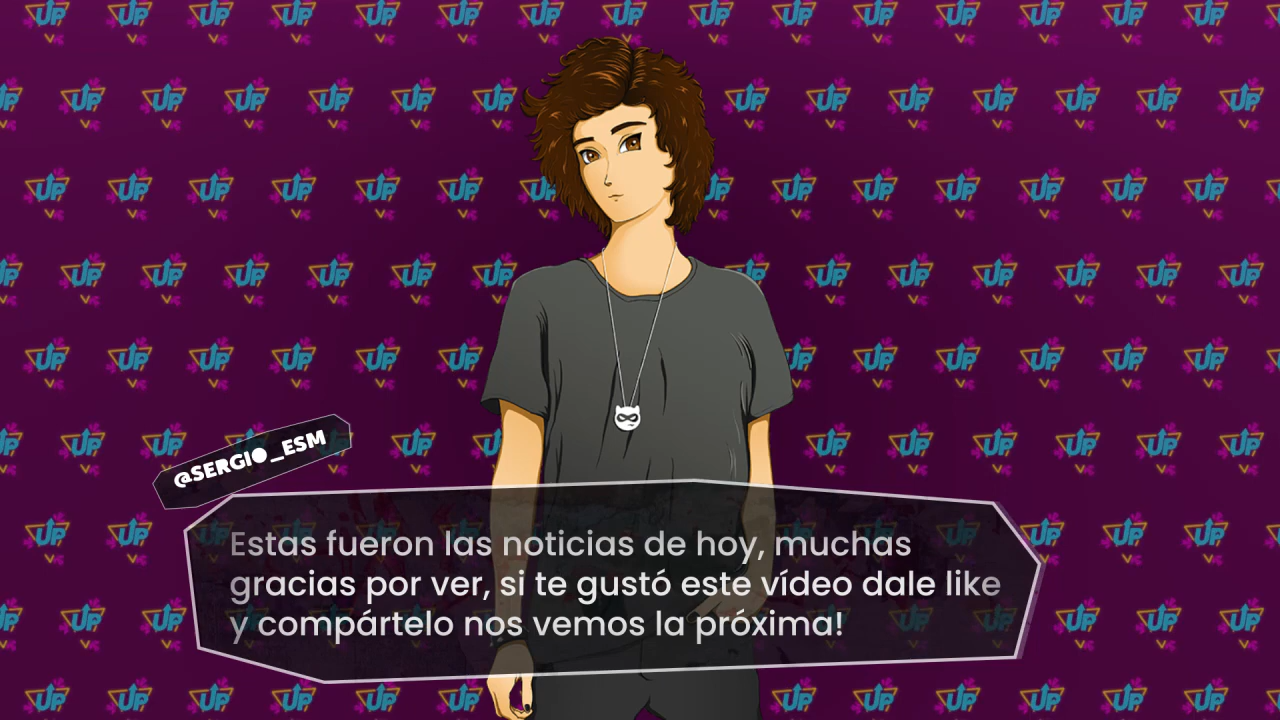 @SERGIO_ESM
Estas fueron las noticias de hoy, muchas
gracias por ver, si te gustó este vídeo dale like
y compártelo nos vemos la próxima!
UP